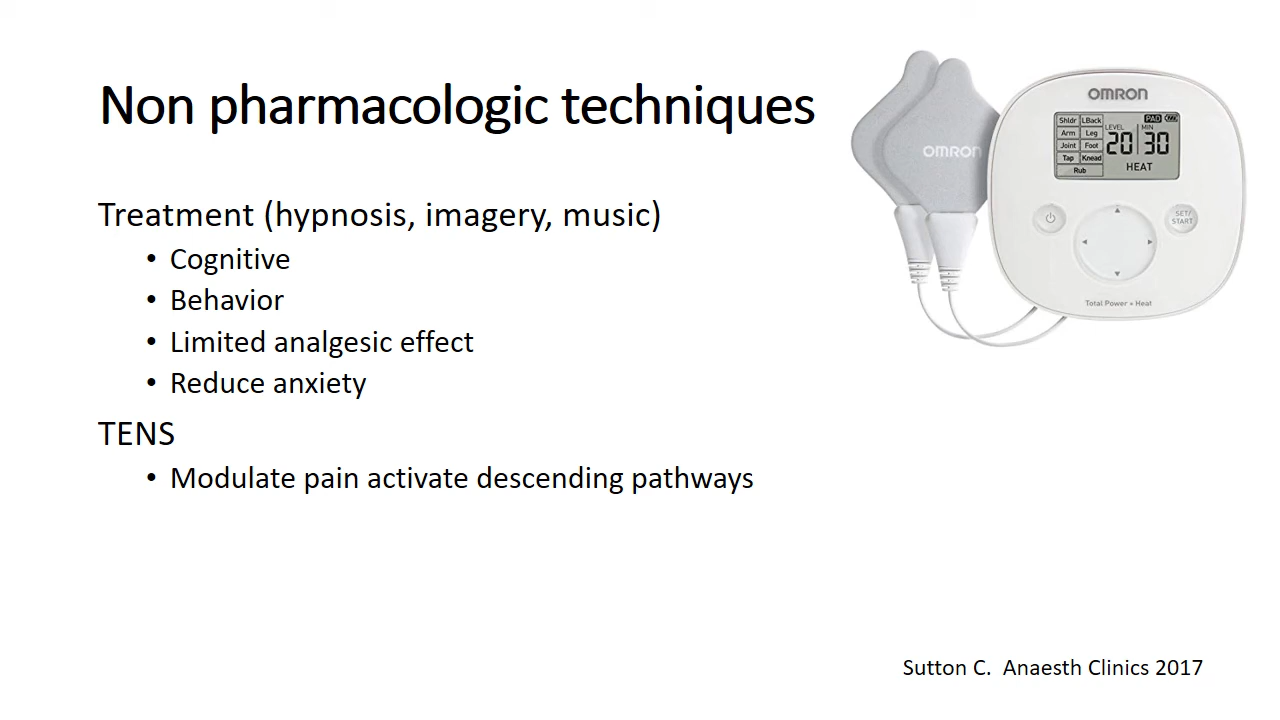 Non pharmacologic techniques
Treatment (hypnosis, imagery, music)
• Cognitive
• Behavior
• Limited analgesic effect
• Reduce anxiety
TENS
• Modulate pain activate descending pathways
OMRON
OMRON
Shldr LBack PAD
Arm Leg LEVEL MIN
Joint Foot 20 30
Tap Knead
Rub HEAT
SET/
START
Total Power + Heat
Sutton C. Anaesth Clinics 2017